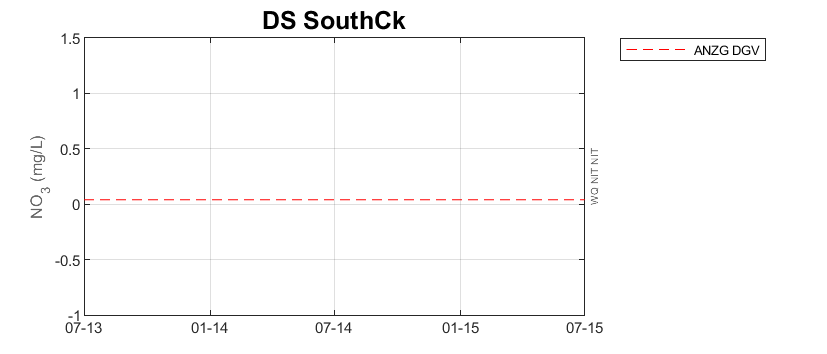 DS SouthCk
1.5
1
0.5
0
-0.5
-1
NO3 (mg/L)
07-13
01-14
07-14
01-15
07-15
WQ NIT NIT
ANZG DGV